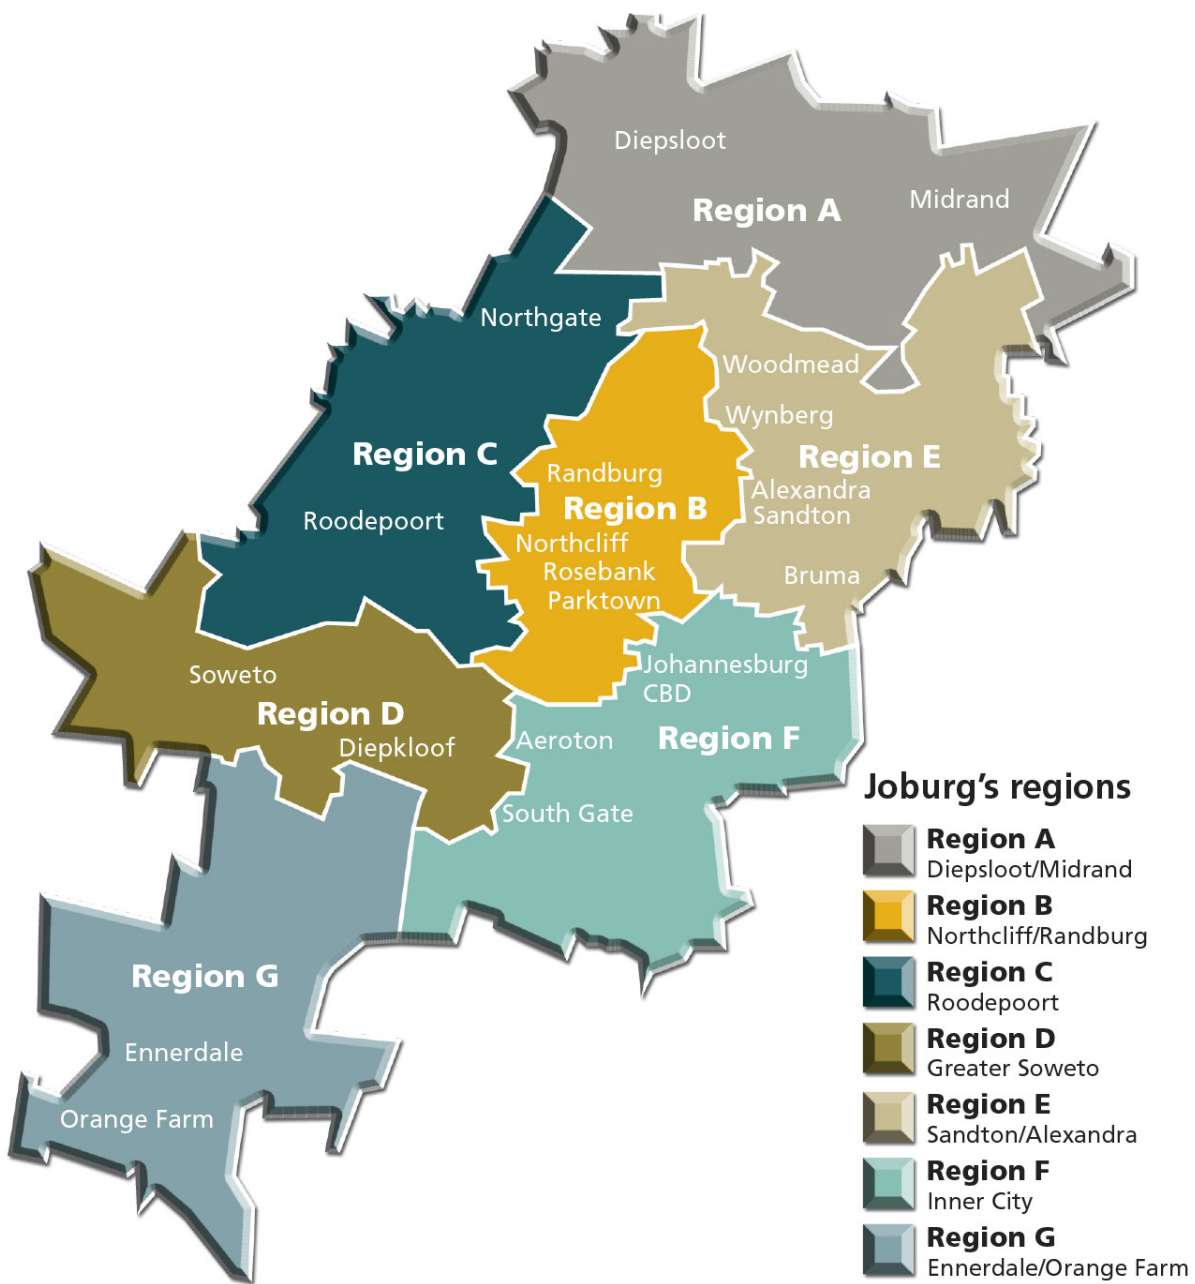 Diepsloot
Midrand
Region A
Northgate
Woodmead
Wynberg
Region C
Region E
Randburg
Alexandra
Region B
Sandton
Roodepoort
Northcliff
Rosebank
Bruma
Parktown
Johannesburg
CBD
Soweto
Region D
Diepkloof
Aeroton
Region F
South Gate
Region G
Ennerdale
Orange Farm
Joburg’s regions
Region A
Diepsloot/Midrand
Region B
Northcliff/Randburg
Region C
Roodepoort
Region D
Greater Soweto
Region E
Sandton/Alexandra
Region F
Inner City
Region G
Ennerdale/Orange Farm